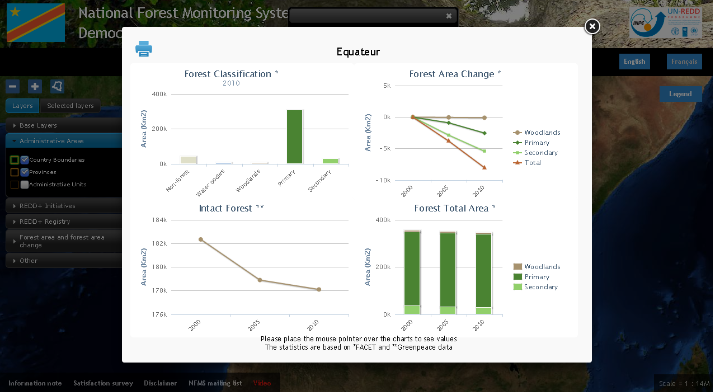 National Forest Monitoring Syste
Democ
UN-REDD
English
Français
Legend
Layers
Selected layers
Base Layers
Administrative Areas
Country Boundaries
Provinces
Administrative Units
REDD+ Initiatives
REDD+ Registry
Forest area and forest area
change
Other
Equateur
Forest Classification *
2010
Area (Km2)
400k
200k
0k
Non-forest
Water bodies
Woodlands
Primary
Secondary
Forest Area Change *
Area (Km2)
5k
0k
-5k
-10k
2000
2005
2010
Woodlands
Primary
Secondary
Total
Intact Forest **
Area (Km2)
184k
182k
180k
178k
176k
2000
2005
2010
Forest Total Area *
Area (Km2)
400k
200k
0k
2000
2005
2010
Woodlands
Primary
Secondary
Please place the mouse pointer over the charts to see values
The statistics are based on *FACET and **Greenpeace data
Information note
Satisfaction survey
Disclaimer
NFMS mailing list
Video
Scale = 1 : 14M